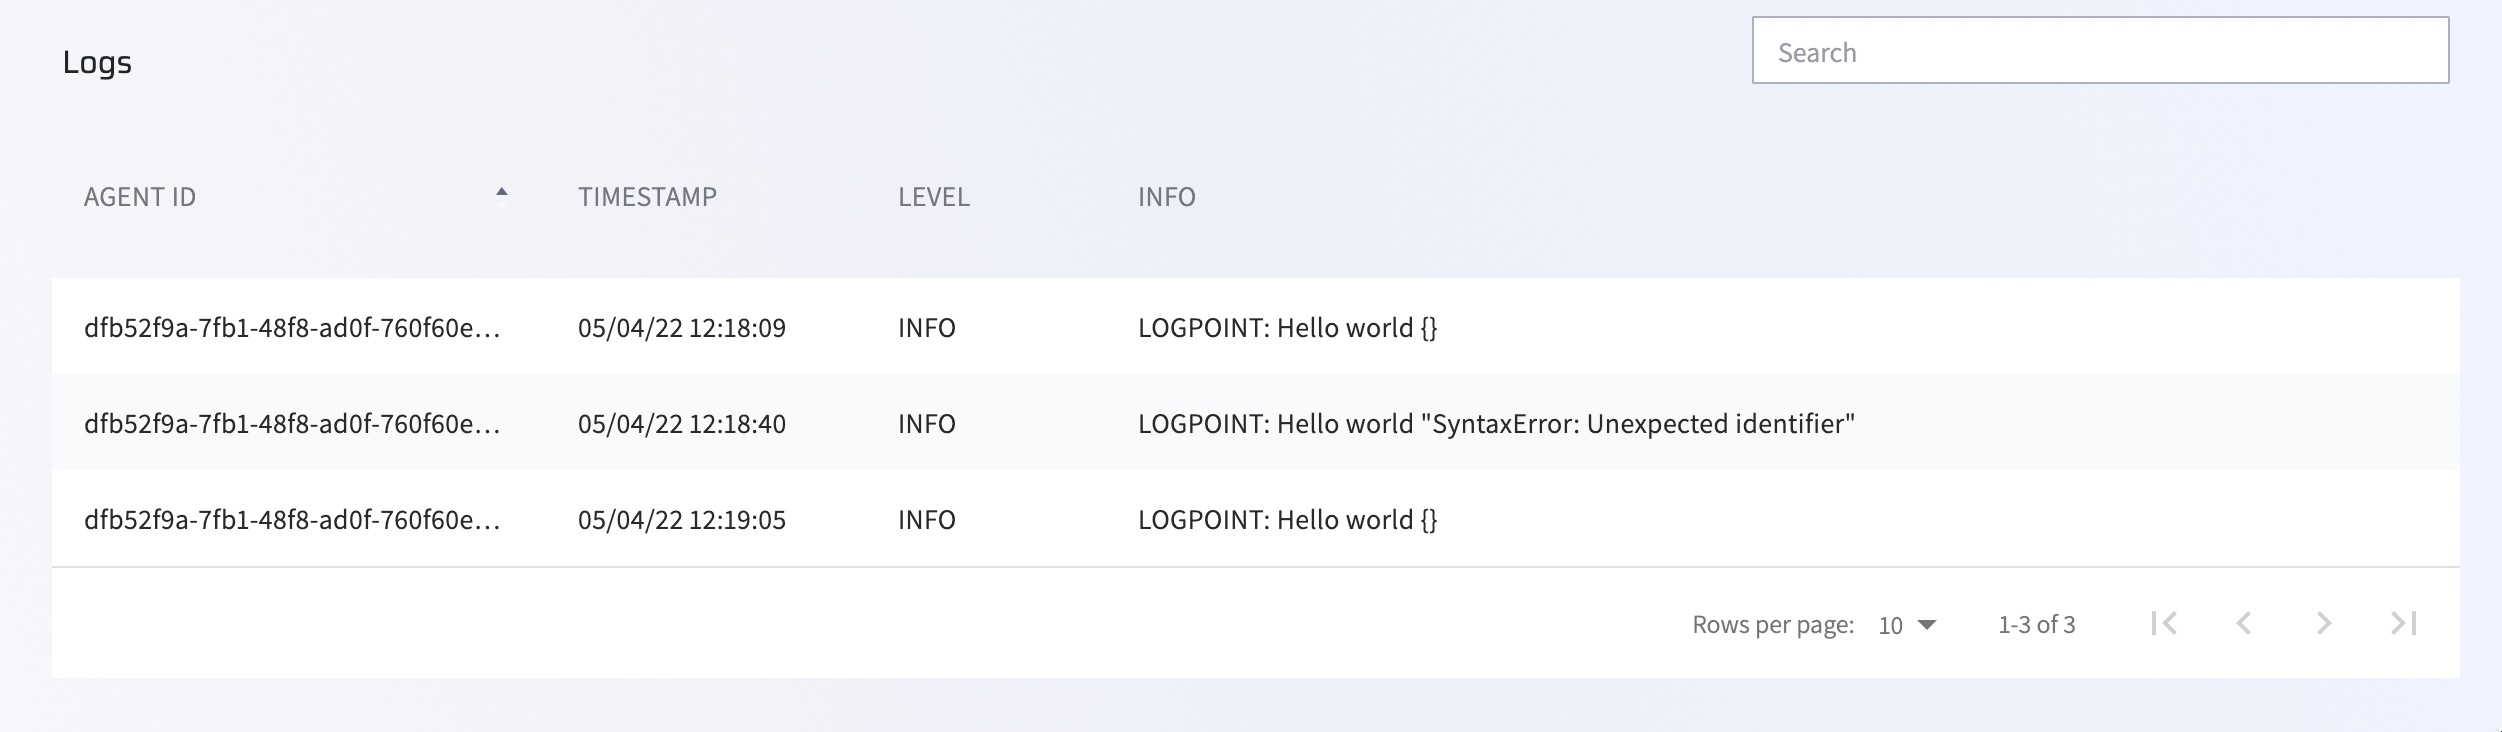 Logs
Search
AGENT ID TIMESTAMP LEVEL INFO
dfb52f9a-7fb1-48f8-ad0f-760f60e... 05/04/22 12:18:09 INFO LOGPOINT: Hello world {}
dfb52f9a-7fb1-48f8-ad0f-760f60e... 05/04/22 12:18:40 INFO LOGPOINT: Hello world "SyntaxError: Unexpected identifier"
dfb52f9a-7fb1-48f8-ad0f-760f60e... 05/04/22 12:19:05 INFO LOGPOINT: Hello world {}
Rows per page: 10 1-3 of 3